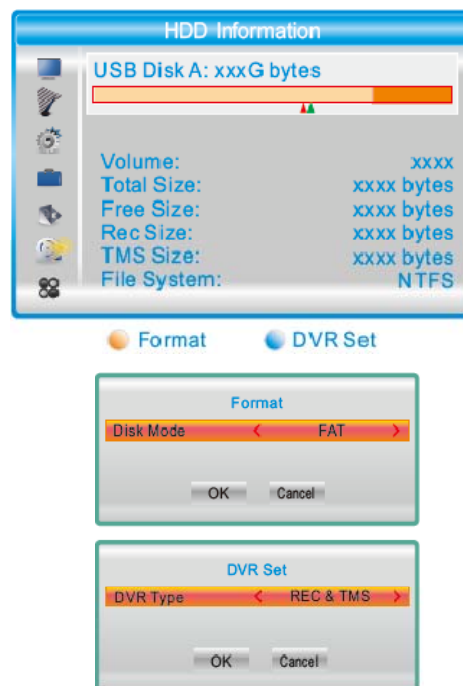 HDD Information
USB Disk A: xxxG bytes
Volume: xxxx
Total Size: xxxx bytes
Free Size: xxxx bytes
Rec Size: xxxx bytes
TMS Size: xxxx bytes
File System: NTFS
Format DVR Set
Format
Disk Mode FAT
OK Cancel
DVR Set
DVR Type REC & TMS
OK Cancel